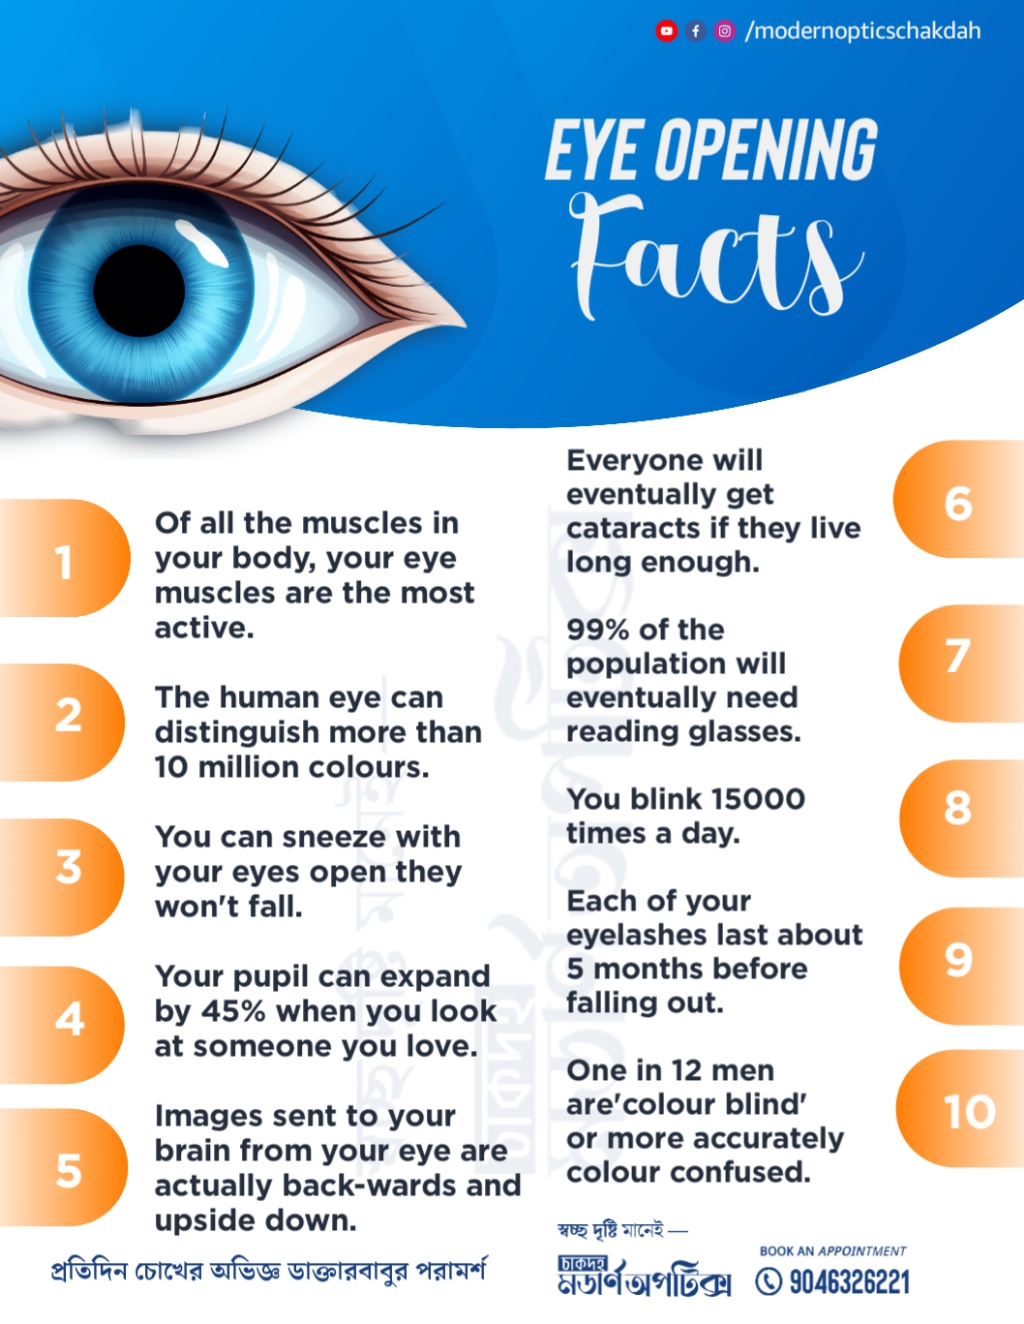 /modernopticschakdah
EYE OPENING
Facts
1
Of all the muscles in
your body, your eye
muscles are the most
active.
2
The human eye can
distinguish more than
10 million colours.
3
You can sneeze with
your eyes open they
won't fall.
4
Your pupil can expand
by 45% when you look
at someone you love.
5
Images sent to your
brain from your eye are
actually back-wards and
upside down.
6
Everyone will
eventually get
cataracts if they live
long enough.
7
99% of the
population will
eventually need
reading glasses.
8
You blink 15000
times a day.
9
Each of your
eyelashes last about
5 months before
falling out.
10
One in 12 men
are'colour blind'
or more accurately
colour confused.
প্রতিদিন চোখের অভিজ্ঞ ডাক্তারবাবুর পরামর্শ
স্বচ্ছ দৃষ্টি মানেই —
চাকদহ
মডার্ণ অপটিক্স
BOOK AN APPOINTMENT
9046326221